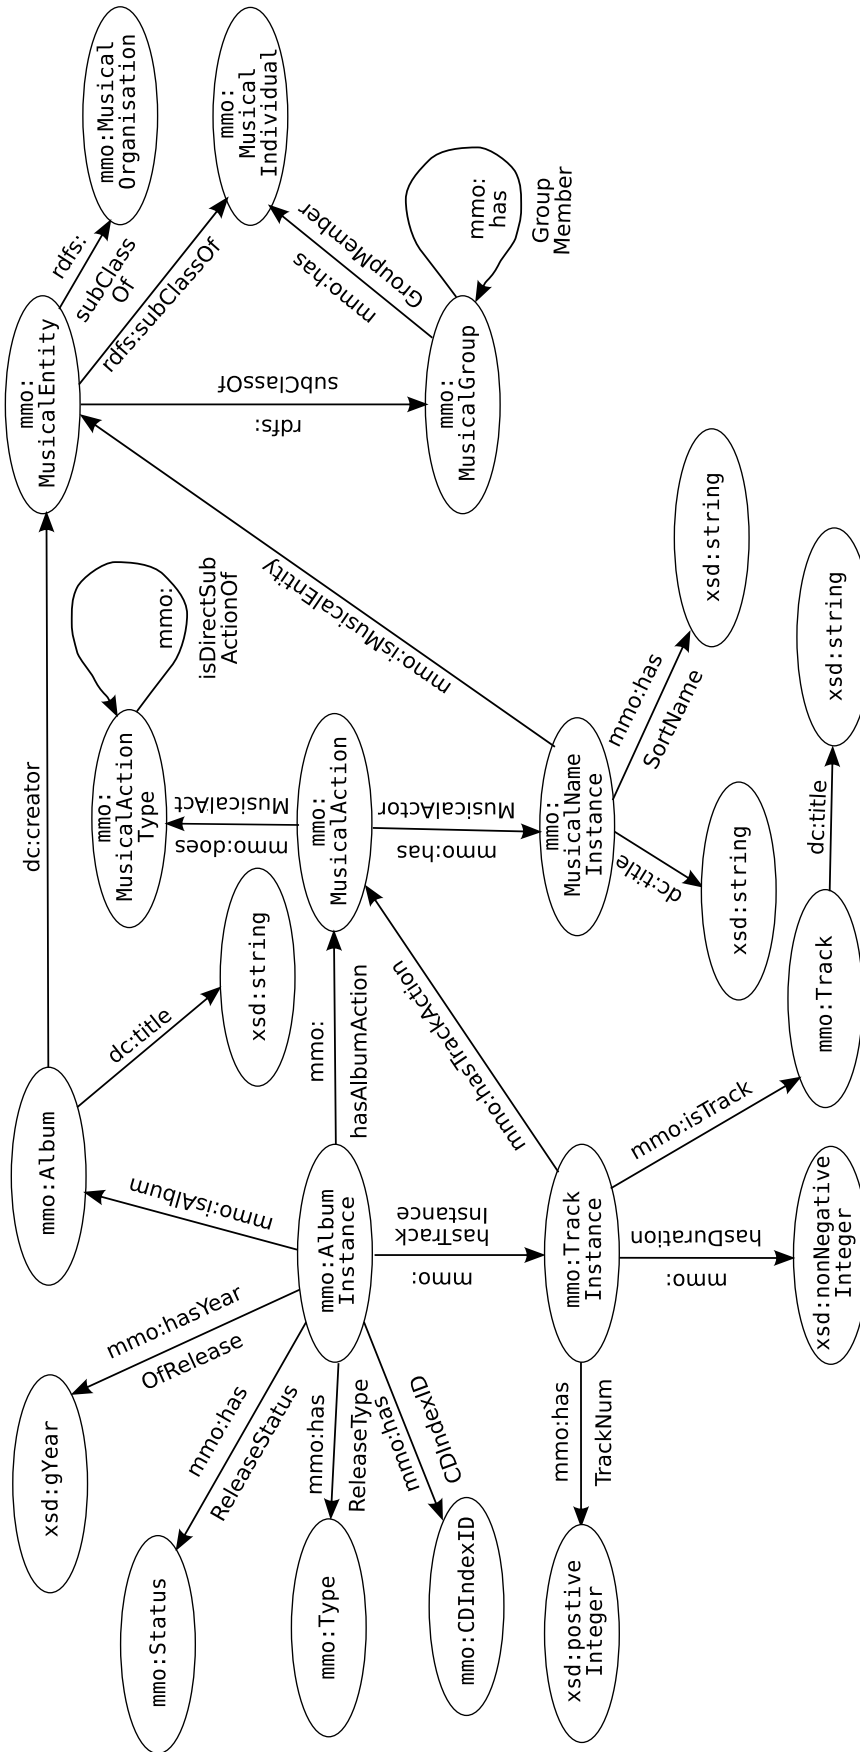 mmo:Musical
Organisation
mmo:
Musical
Individual
rdfs:
subClass
Of
rdfs:subClassOf
mmo:has
GroupMember
mmo:
has
Group
Member
mmo:
MusicalEntity
rdfs:
subClassOf
mmo:
MusicalGroup
dc:creator
mmo:
isDirectSub
ActionOf
mmo:isMusicalEntity
mmo:
MusicalAction
Type
mmo:does
MusicalAct
mmo:
MusicalAction
mmo:has
MusicalActor
mmo:
MusicalName
Instance
mmo:has
SortName
xsd:string
dc:title
xsd:string
xsd:string
dc:title
mmo:Track
xsd:string
dc:title
mmo:
hasAlbumAction
mmo:hasTrackAction
mmo:isTrack
mmo:Album
mmo:isAlbum
mmo:Album
Instance
mmo:
hasTrack
Instance
mmo:Track
Instance
mmo:
hasDuration
xsd:nonNegative
Integer
mmo:hasYear
OfRelease
xsd:gYear
mmo:has
ReleaseStatus
mmo:Status
mmo:has
ReleaseType
mmo:Type
mmo:has
CDIndexID
mmo:CDIndexID
mmo:has
TrackNum
xsd:postive
Integer